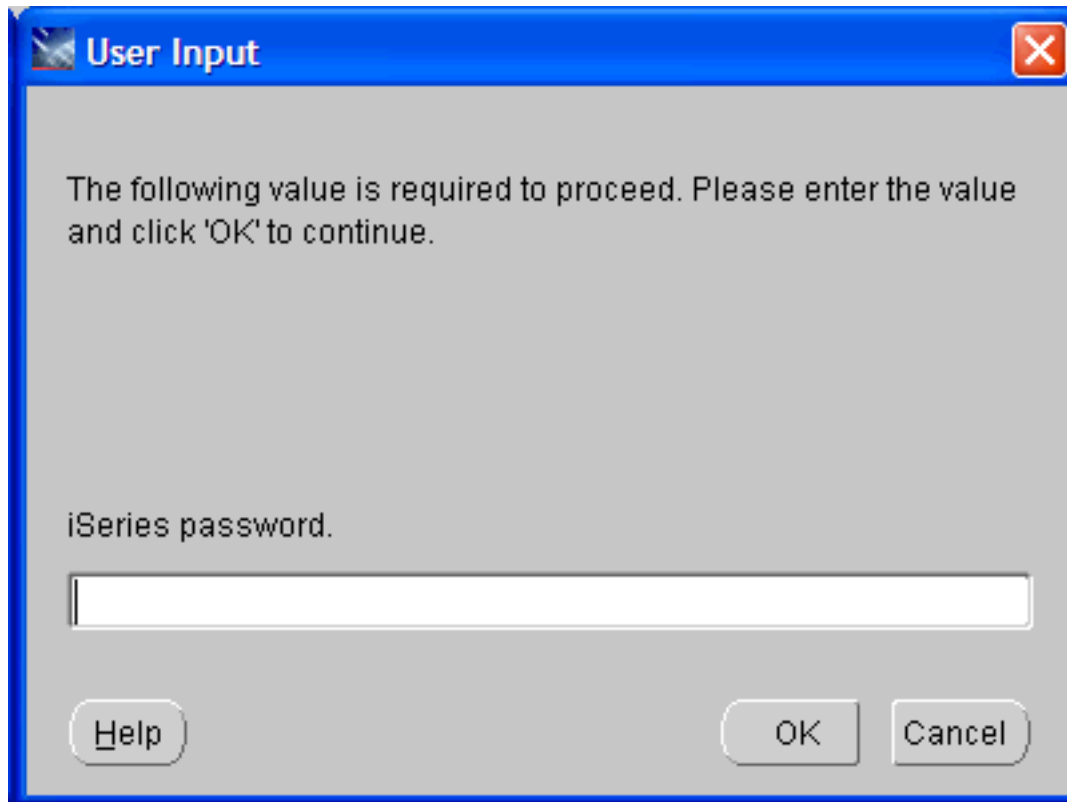 User Input
The following value is required to proceed. Please enter the value
and click 'OK' to continue.
iSeries password.
Help
OK
Cancel